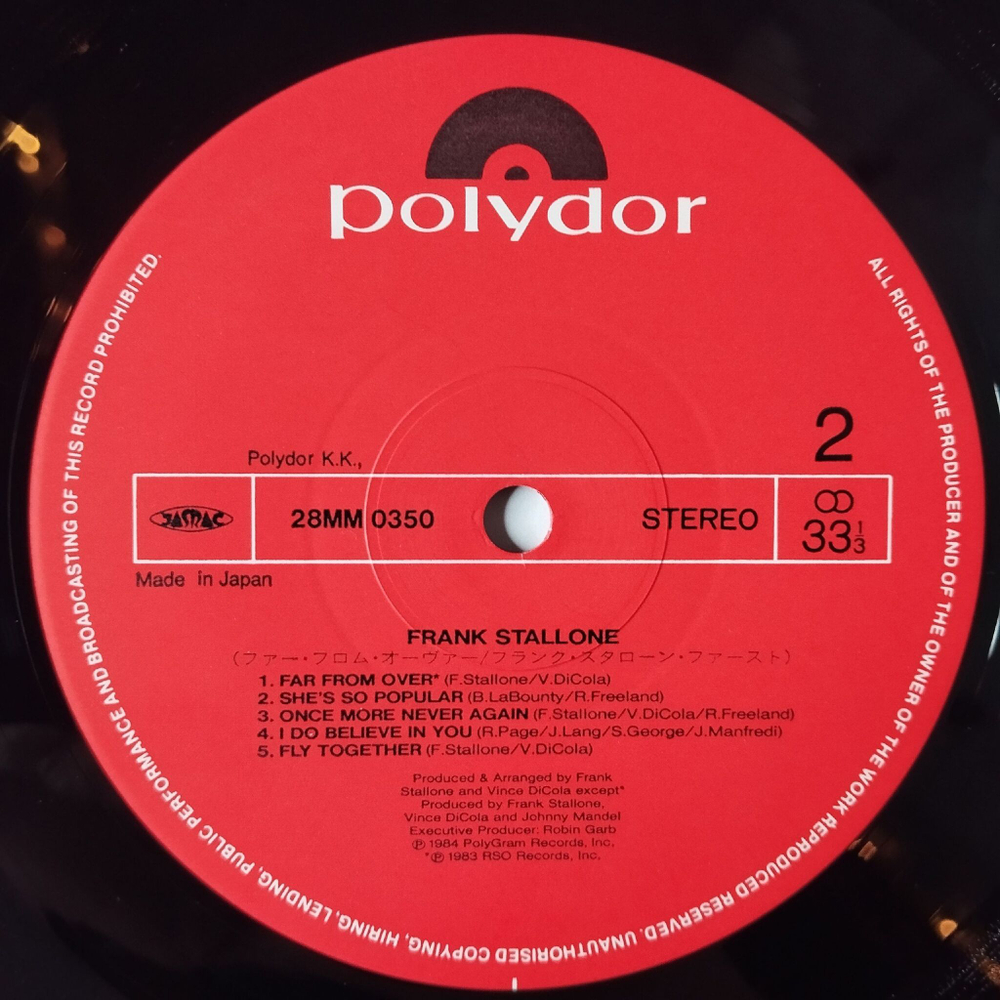 polydor
2
Polydor K.K.,
JASRAC
28MM 0350
STEREO
33 1/3
Made in Japan
FRANK STALLONE
(ファー・フロム・オーヴァー/フランク・スタローン・ファースト)
1. FAR FROM OVER* (F.Stallone/V.DiCola)
2. SHE'S SO POPULAR (B.LaBounty/R.Freeland)
3. ONCE MORE NEVER AGAIN (F.Stallone/V.DiCola/R.Freeland)
4. I DO BELIEVE IN YOU (R.Page/J.Lang/S.George/J.Manfredi)
5. FLY TOGETHER (F.Stallone/V.DiCola)
Produced & Arranged by Frank
Stallone and Vince DiCola except*
Produced by Frank Stallone,
Vince DiCola and Johnny Mandel
Executive Producer: Robin Garb
℗ 1984 PolyGram Records, Inc.
*℗ 1983 RSO Records, Inc.
ALL RIGHTS OF THE PRODUCER AND OF THE OWNER OF THE WORK REPRODUCED RESERVED. UNAUTHORISED COPYING, HIRING, LENDING, PUBLIC PERFORMANCE AND BROADCASTING OF THIS RECORD PROHIBITED.